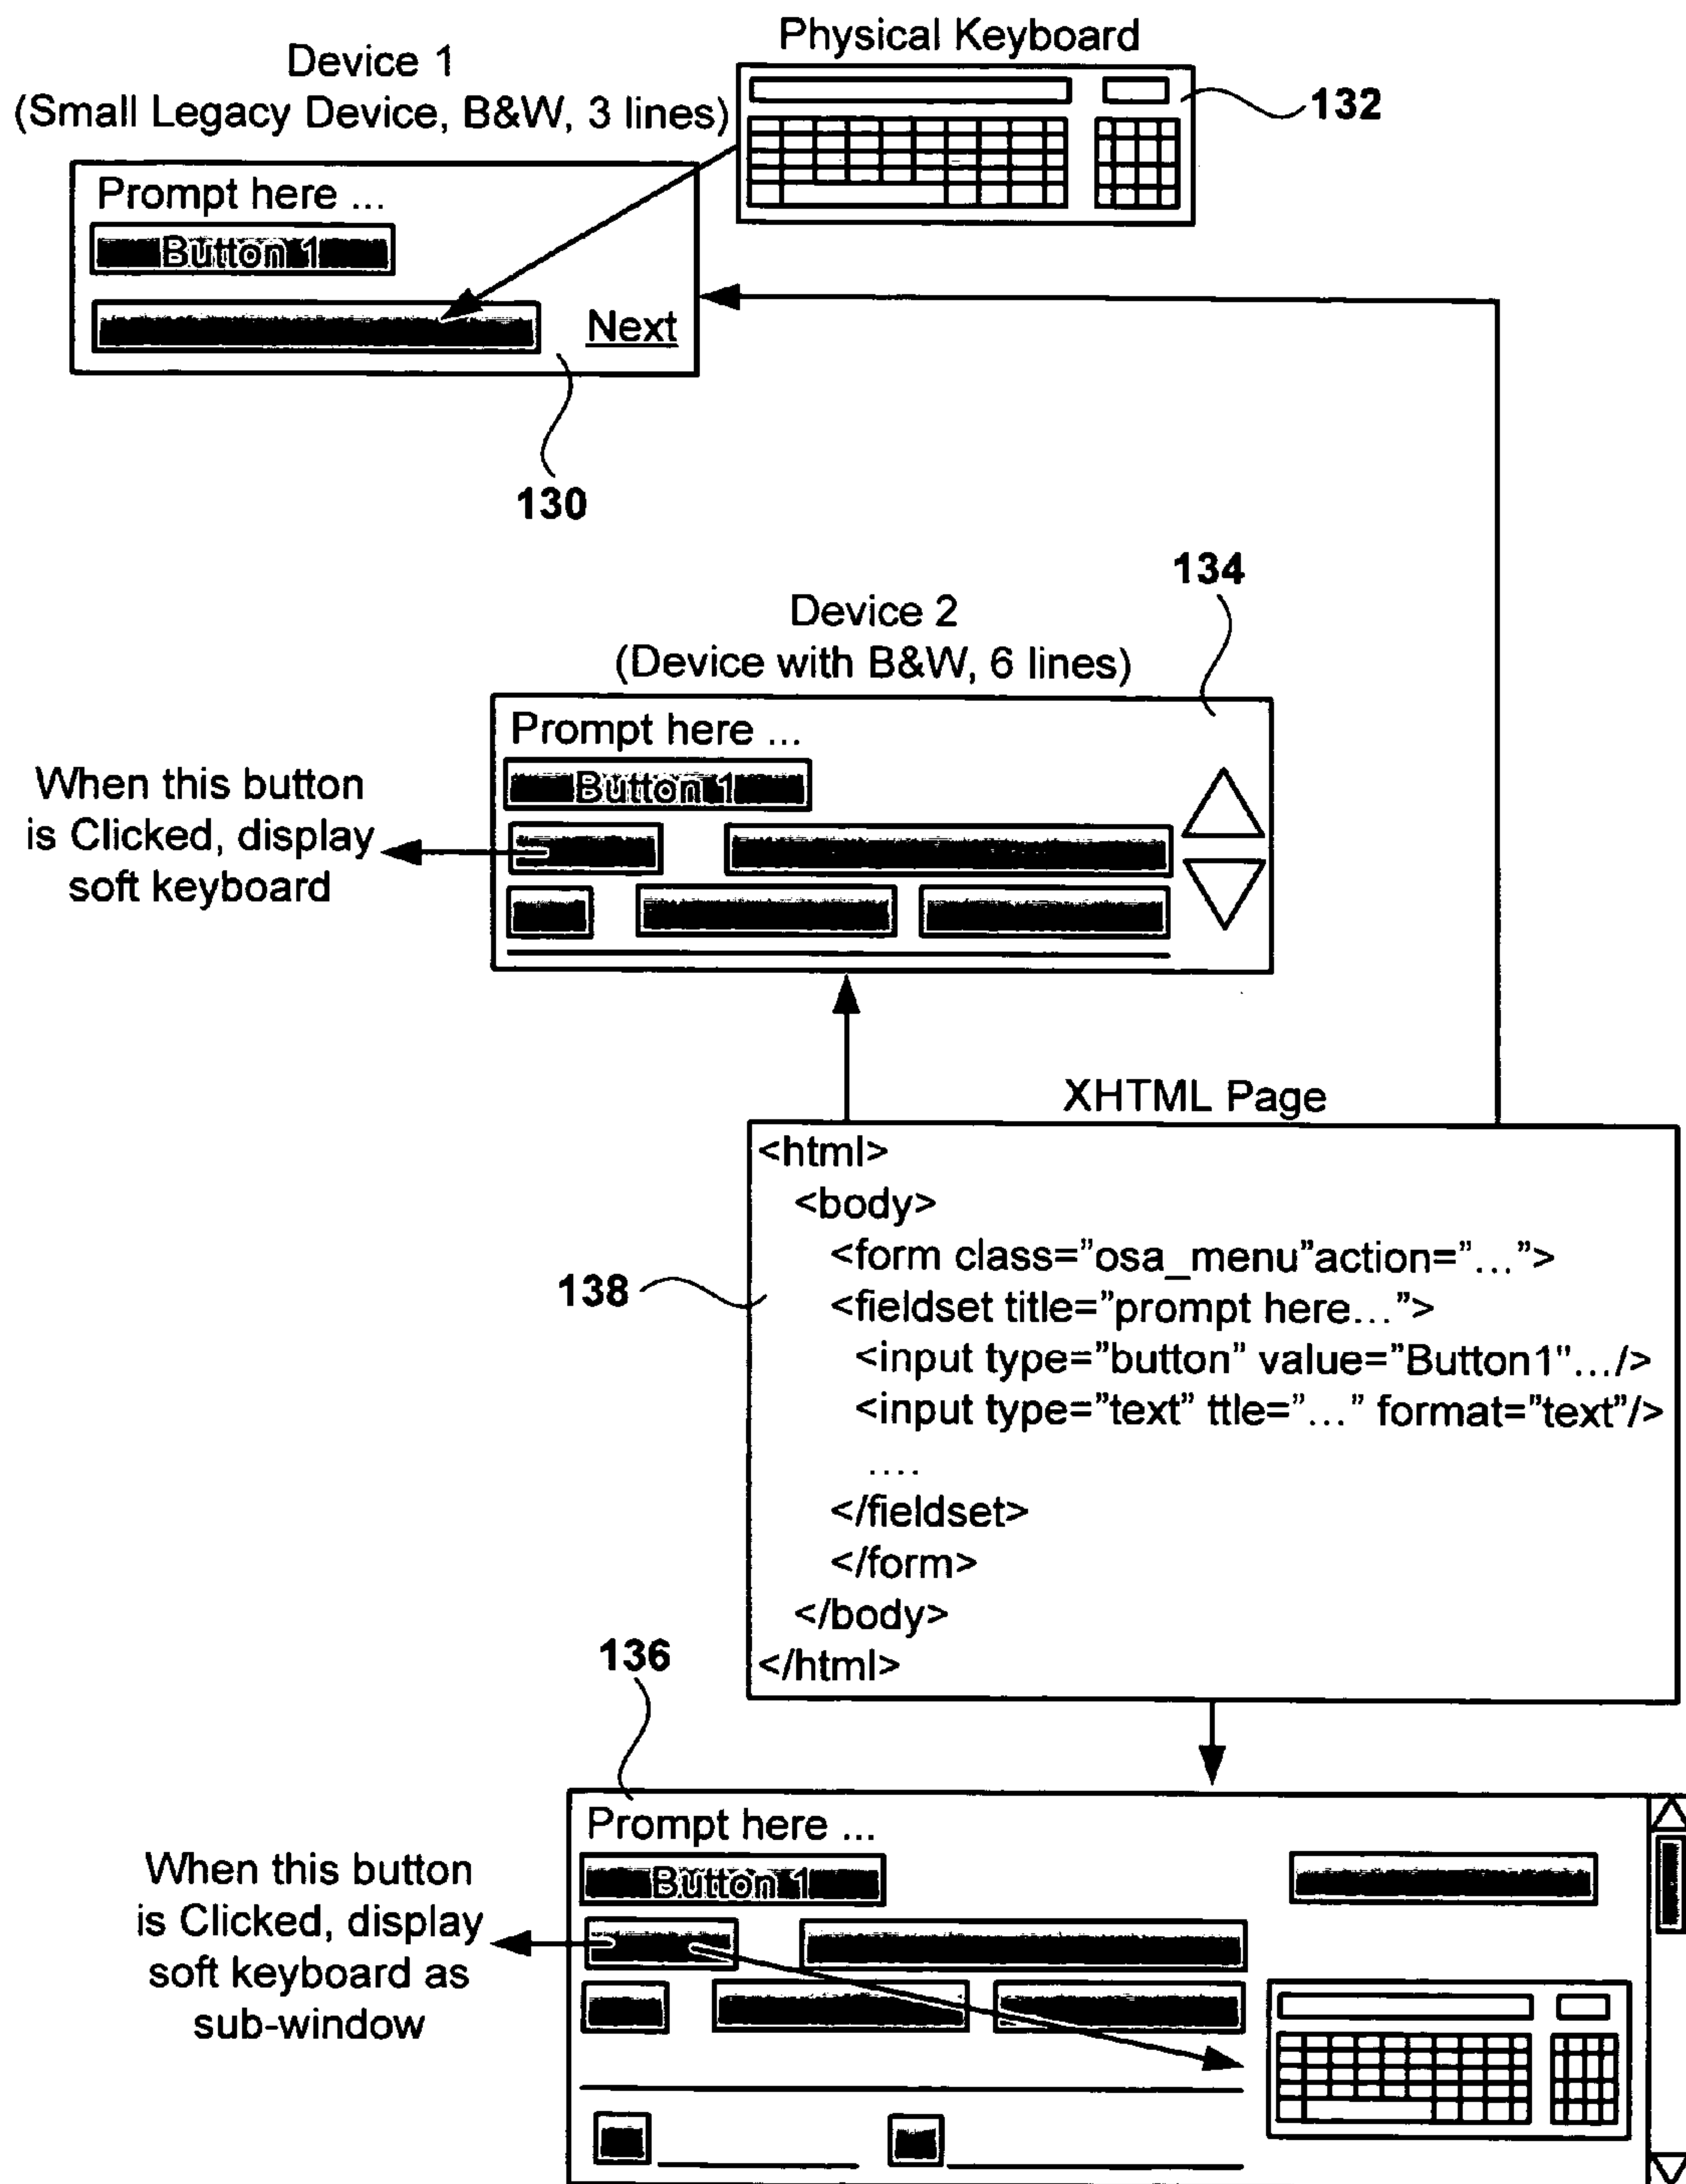 Physical Keyboard
132
Device 1
(Small Legacy Device, B&W, 3 lines)
Prompt here ...
Button 1
Next
130
134
Device 2
(Device with B&W, 6 lines)
Prompt here ...
Button 1
When this button
is Clicked, display
soft keyboard
XHTML Page
138
<html>
<body>
<form class="osa_menu”action="...”>
<fieldset title="prompt here...”>
<input type=”button” value="Button1".../>
<input type=”text” ttle="...” format="text”/>
....
</fieldset>
</form>
</body>
</html>
136
Prompt here ...
Button 1
When this button
is Clicked, display
soft keyboard as
sub-window